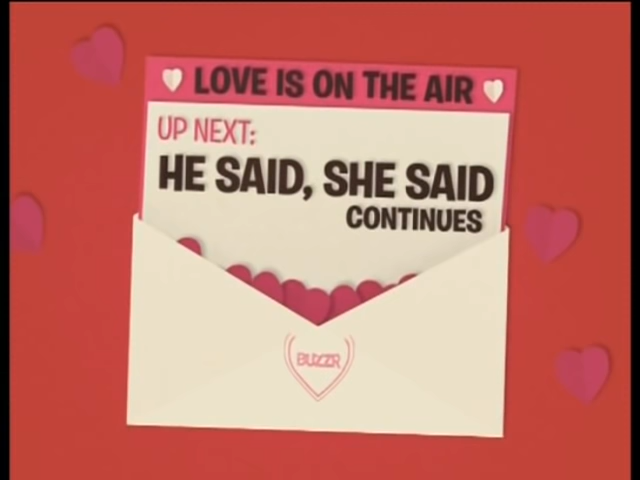 LOVE IS ON THE AIR
UP NEXT:
HE SAID, SHE SAID
CONTINUES
BUZZR